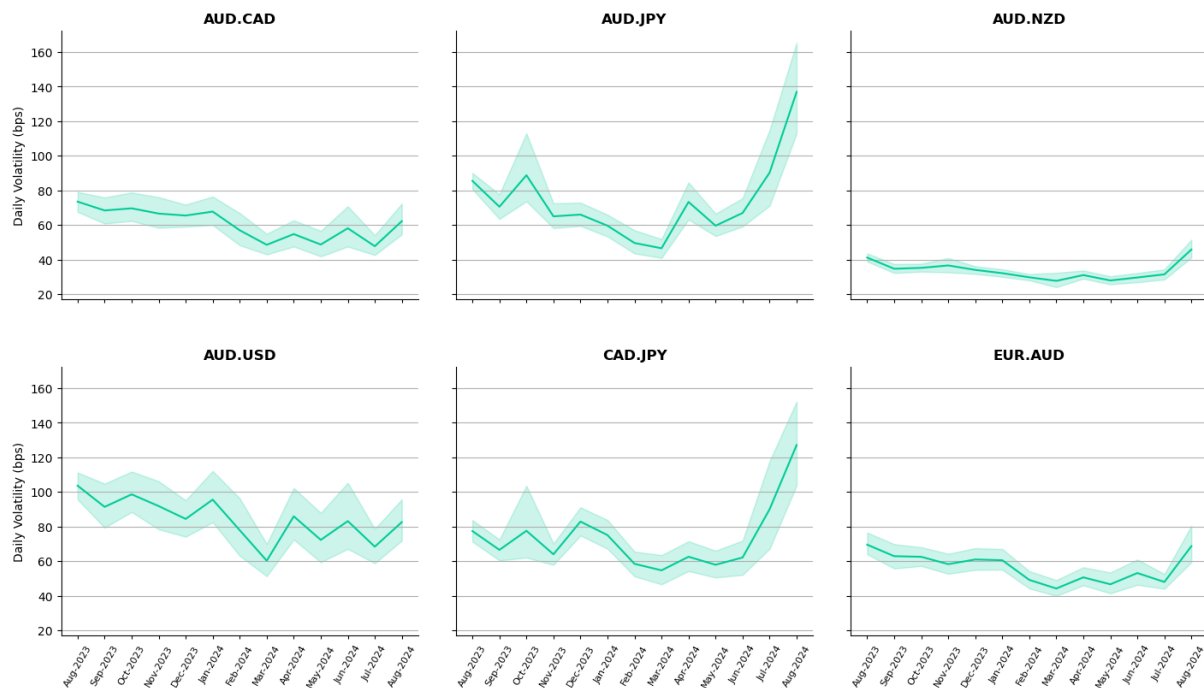 AUD.CAD
AUD.JPY
AUD.NZD
Daily Volatility (bps)
160
140
120
100
80
60
40
20
AUD.USD
CAD.JPY
EUR.AUD
Daily Volatility (bps)
160
140
120
100
80
60
40
20
Aug-2023
Sep-2023
Oct-2023
Nov-2023
Dec-2023
Jan-2024
Feb-2024
Mar-2024
Apr-2024
May-2024
Jun-2024
Jul-2024
Aug-2024
Aug-2023
Sep-2023
Oct-2023
Nov-2023
Dec-2023
Jan-2024
Feb-2024
Mar-2024
Apr-2024
May-2024
Jun-2024
Jul-2024
Aug-2024
Aug-2023
Sep-2023
Oct-2023
Nov-2023
Dec-2023
Jan-2024
Feb-2024
Mar-2024
Apr-2024
May-2024
Jun-2024
Jul-2024
Aug-2024